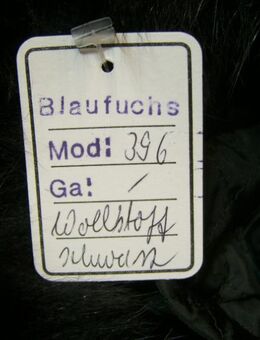 Blaufuchs
Mod: 396
Ga: /
Wollstoff
schwarz